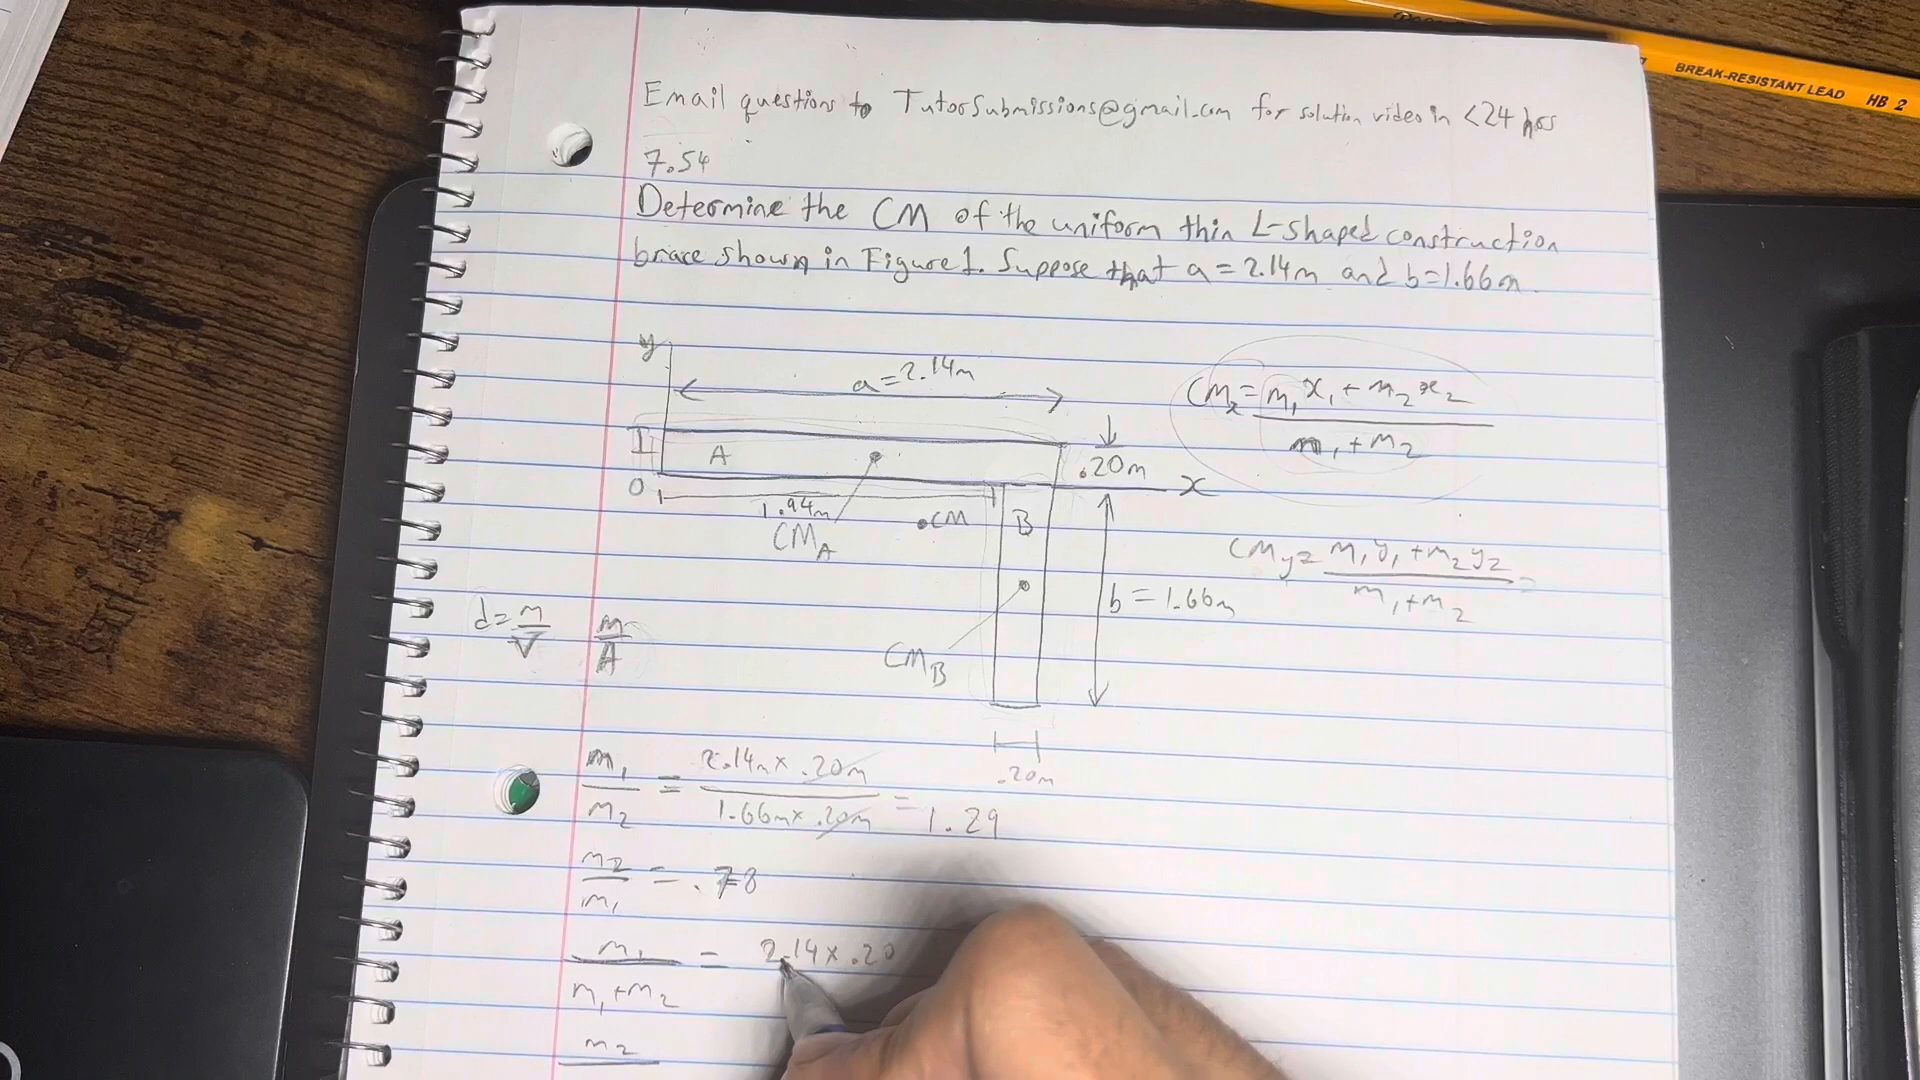 BREAK-RESISTANT LEAD HB 2
Email questions to TutorSubmissions@gmail.com for solution video in <24 hrs
7.54
Determine the CM of the uniform thin L-shaped construction
brace shown in Figure 1. Suppose that a = 2.14m and b=1.66m
y
a=2.14m
CMx = m₁x₁ + m₂x₂
m₁ + m₂
A
.20m
0
x
1.94m
CM
B
CMA
CMy = m₁y₁ + m₂y₂ =
m₁ + m₂
b = 1.66m
d = m
V
m
A
CMB
m₁
m₂
= 2.14m x .20m
1.66m x .20m
= 1.29
.20m
m₂
m₁
= .78
m₁
m₁ + m₂
= 2.14 x .20
m₂